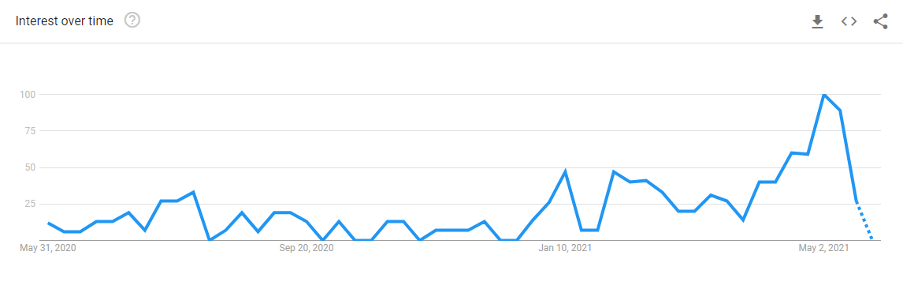 Interest over time
100
75
50
25
May 31, 2020
Sep 20, 2020
Jan 10, 2021
May 2, 2021